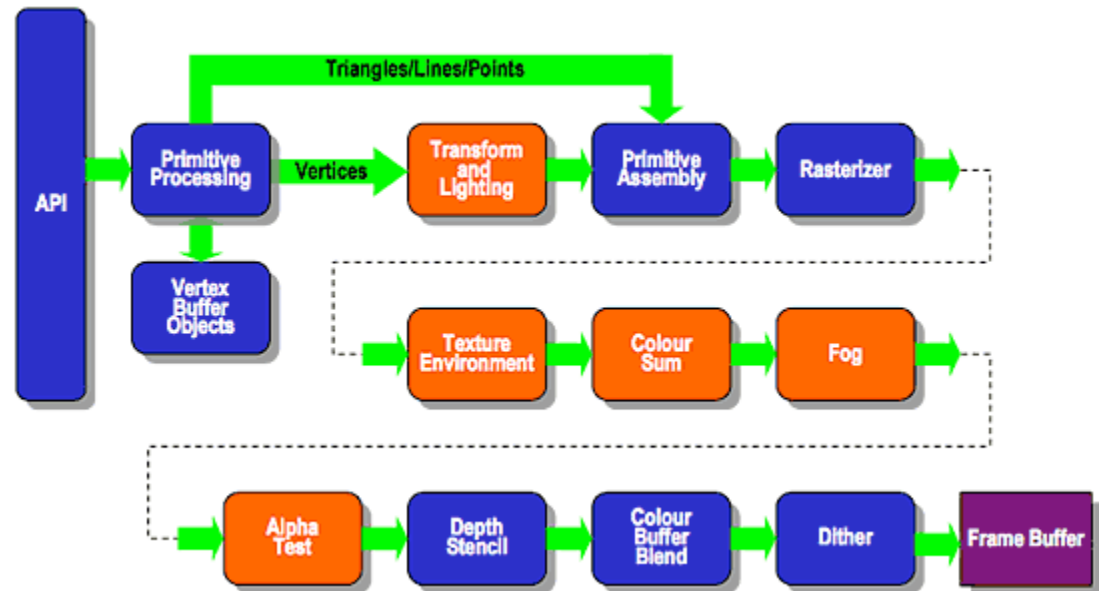 Triangles/Lines/Points
API
Primitive
Processing
Vertices
Transform
and
Lighting
Primitive
Assembly
Rasterizer
Vertex
Buffer
Objects
Texture
Environment
Colour
Sum
Fog
Alpha
Test
Depth
Stencil
Colour
Buffer
Blend
Dither
Frame Buffer